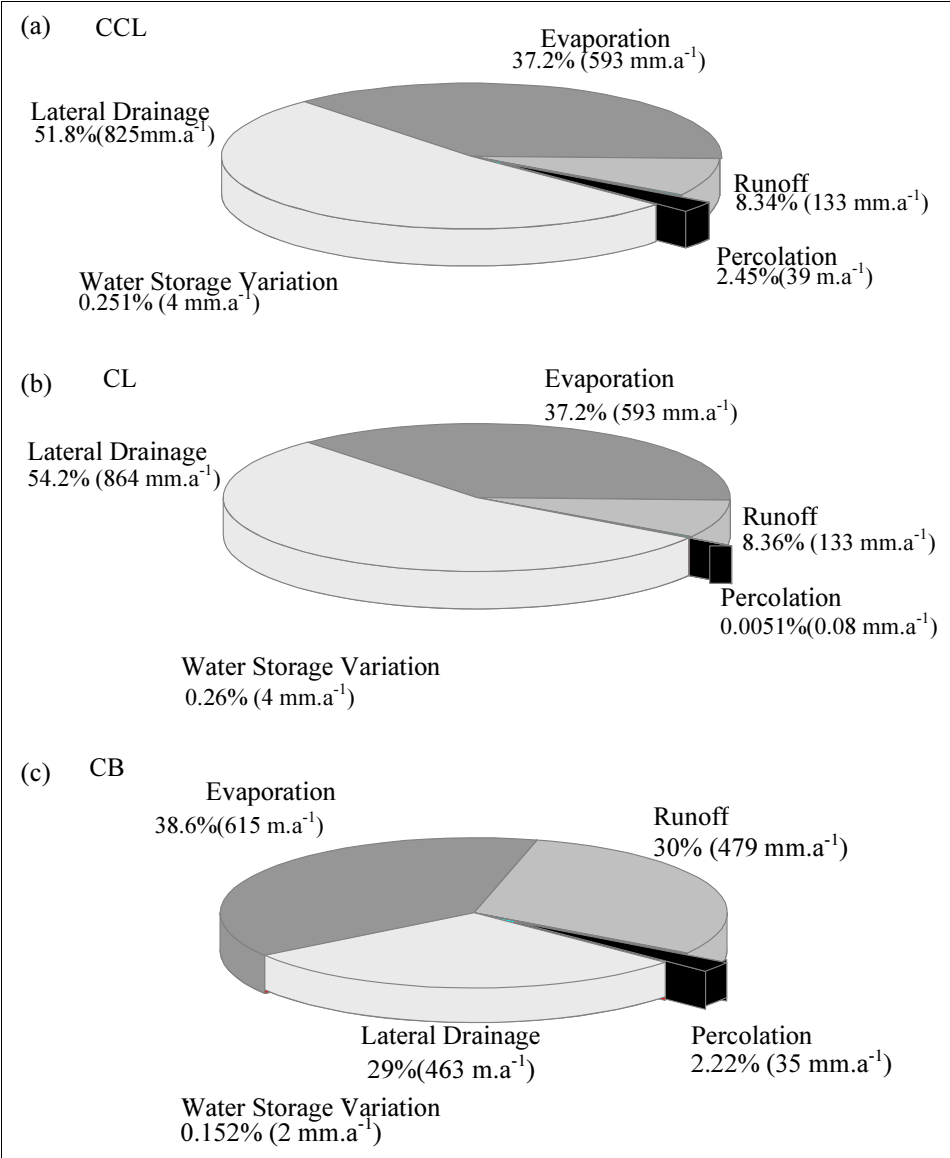 (a) CCL
Evaporation
37.2% (593 mm.a⁻¹)
Lateral Drainage
51.8%(825mm.a⁻¹)
Runoff
8.34% (133 mm.a⁻¹)
Percolation
2.45%(39 m.a⁻¹)
Water Storage Variation
0.251% (4 mm.a⁻¹)
(b) CL
Evaporation
37.2% (593 mm.a⁻¹)
Lateral Drainage
54.2% (864 mm.a⁻¹)
Runoff
8.36% (133 mm.a⁻¹)
Percolation
0.0051%(0.08 mm.a⁻¹)
Water Storage Variation
0.26% (4 mm.a⁻¹)
(c) CB
Evaporation
38.6%(615 m.a⁻¹)
Runoff
30% (479 mm.a⁻¹)
Lateral Drainage
29%(463 m.a⁻¹)
Percolation
2.22% (35 mm.a⁻¹)
Water Storage Variation
0.152% (2 mm.a⁻¹)